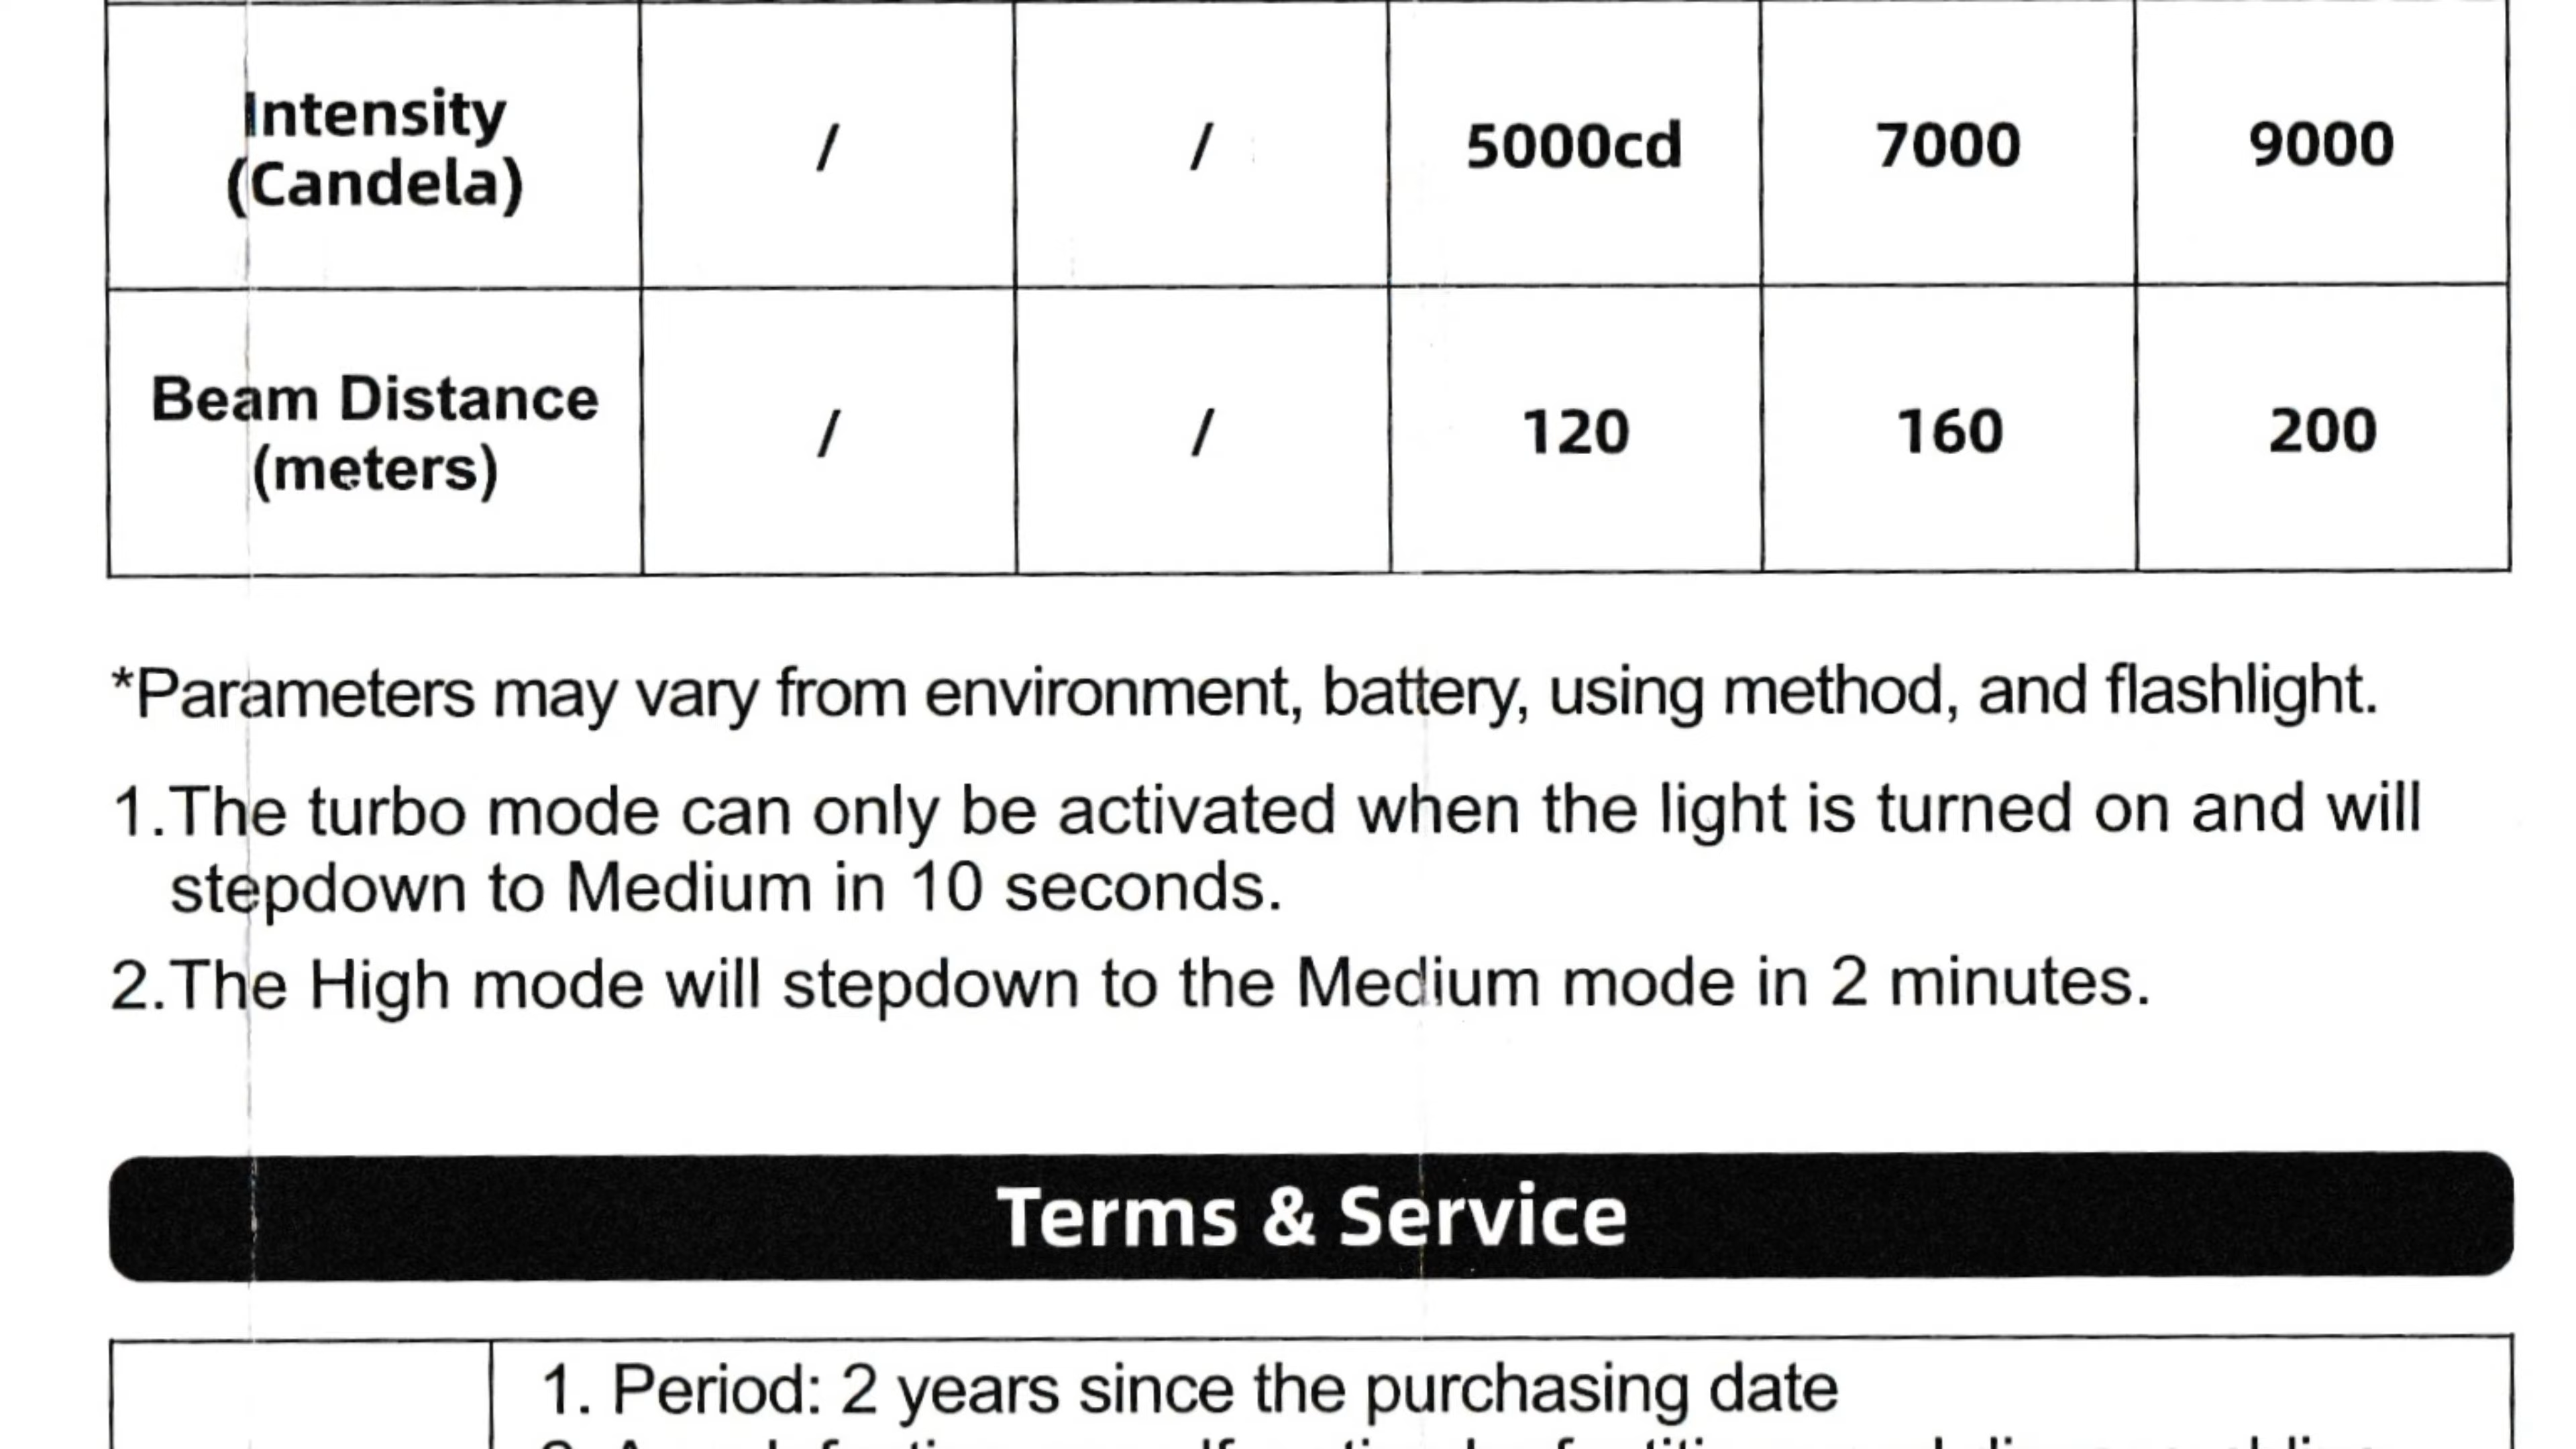 Intensity
(Candela)
/
/
5000cd
7000
9000
Beam Distance
(meters)
/
/
120
160
200
*Parameters may vary from environment, battery, using method, and flashlight.
1.The turbo mode can only be activated when the light is turned on and will
stepdown to Medium in 10 seconds.
2.The High mode will stepdown to the Medium mode in 2 minutes.
Terms & Service
1. Period: 2 years since the purchasing date